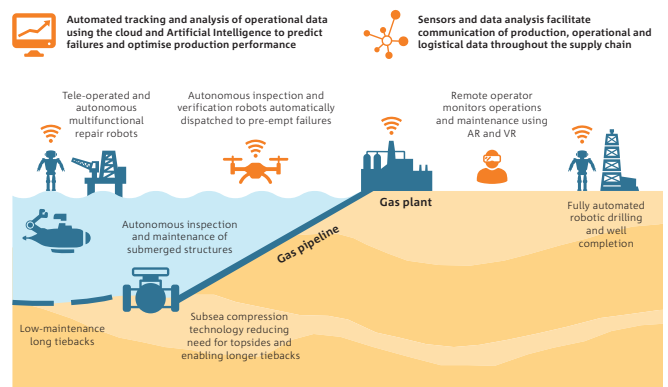 Automated tracking and analysis of operational data
using the cloud and Artificial Intelligence to predict
failures and optimise production performance
Sensors and data analysis facilitate
communication of production, operational and
logistical data throughout the supply chain
Tele-operated and
autonomous
multifunctional
repair robots
Autonomous inspection and
verification robots automatically
dispatched to pre-empt failures
Remote operator
monitors operations
and maintenance using
AR and VR
Gas plant
Fully automated
robotic drilling
and well
completion
Autonomous inspection
and maintenance of
submerged structures
Gas pipeline
Low-maintenance
long tiebacks
Subsea compression
technology reducing
need for topsides and
enabling longer tiebacks